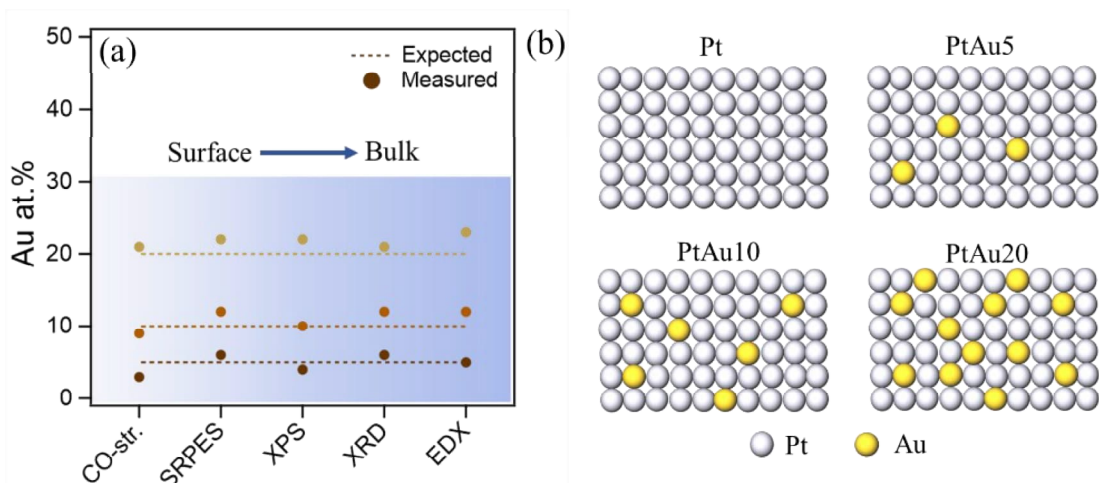 (a)
50
40
30
20
10
0
Au at.%
Expected
Measured
Surface
Bulk
CO-str.
SRPES
XPS
XRD
EDX
(b)
Pt
PtAu5
PtAu10
PtAu20
Pt
Au